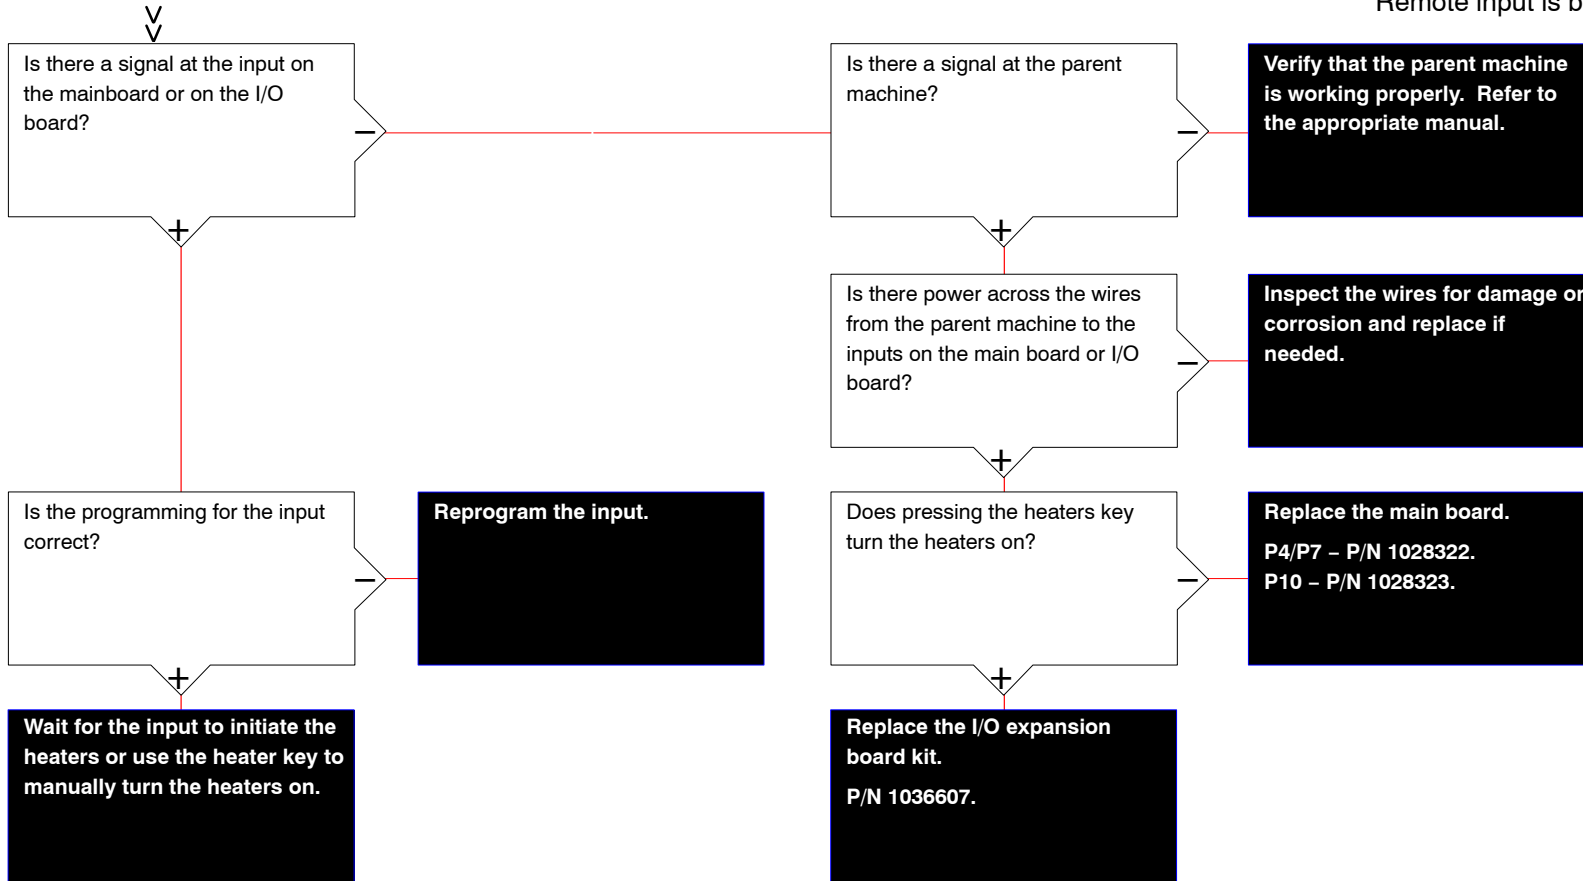 Remote input is b
Is there a signal at the input on
the mainboard or on the I/O
board?
–
+
Is there a signal at the parent
machine?
–
+
Verify that the parent machine
is working properly.  Refer to
the appropriate manual.
Is there power across the wires
from the parent machine to the
inputs on the main board or I/O
board?
–
+
Inspect the wires for damage or
corrosion and replace if
needed.
Is the programming for the input
correct?
–
+
Reprogram the input.
Does pressing the heaters key
turn the heaters on?
–
+
Replace the main board.
P4/P7 – P/N 1028322.
P10 – P/N 1028323.
Wait for the input to initiate the
heaters or use the heater key to
manually turn the heaters on.
Replace the I/O expansion
board kit.
P/N 1036607.